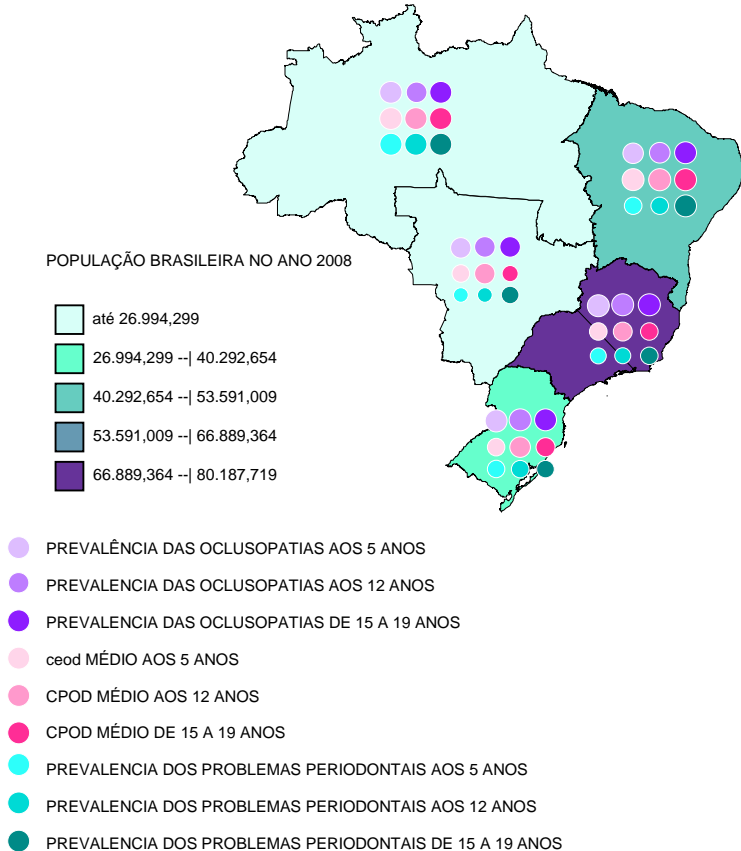 POPULAÇÃO BRASILEIRA NO ANO 2008
até 26.994,299
26.994,299 --| 40.292,654
40.292,654 --| 53.591,009
53.591,009 --| 66.889,364
66.889,364 --| 80.187,719
PREVALÊNCIA DAS OCLUSOPATIAS AOS 5 ANOS
PREVALENCIA DAS OCLUSOPATIAS AOS 12 ANOS
PREVALENCIA DAS OCLUSOPATIAS DE 15 A 19 ANOS
ceod MÉDIO AOS 5 ANOS
CPOD MÉDIO AOS 12 ANOS
CPOD MÉDIO DE 15 A 19 ANOS
PREVALENCIA DOS PROBLEMAS PERIODONTAIS AOS 5 ANOS
PREVALENCIA DOS PROBLEMAS PERIODONTAIS AOS 12 ANOS
PREVALENCIA DOS PROBLEMAS PERIODONTAIS DE 15 A 19 ANOS